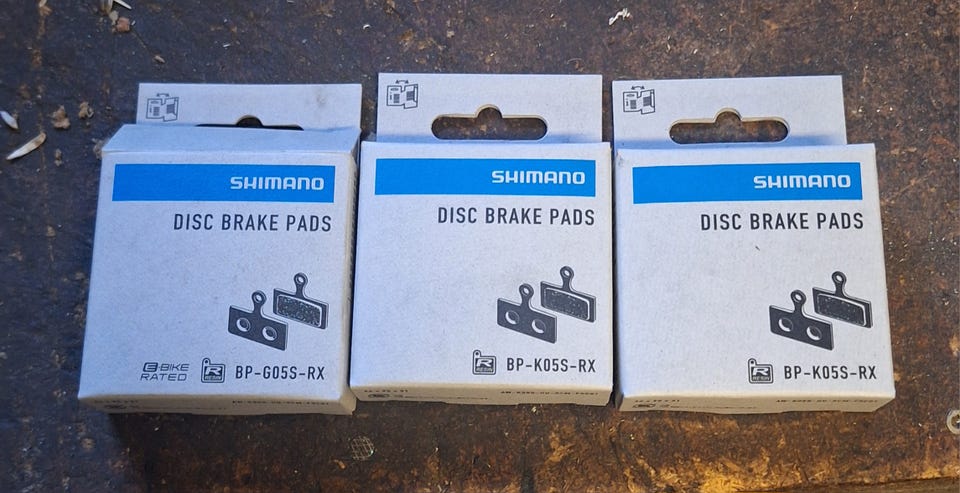 SHIMANO
DISC BRAKE PADS
E-BIKE
RATED
R
BP-G05S-RX
SHIMANO
DISC BRAKE PADS
R
BP-K05S-RX
SHIMANO
DISC BRAKE PADS
R
BP-K05S-RX